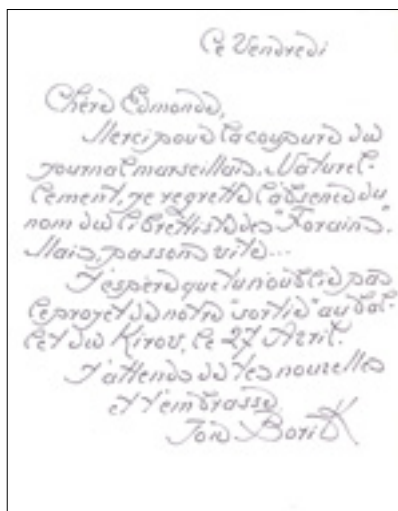 Ce Vendredi
Chère Edmonde,
Merci pour la coupure du
journal marseillais. Naturel-
lement, je regrette l'absence du
nom du librettiste des "Forains".
Mais, passons vite...
J'espère que tu n'oublie pas
le projet de notre "sortie" au Bal-
let du Kirov, le 27 Avril.
J'attends de tes nouvelles
et t'embrasse
Boris K